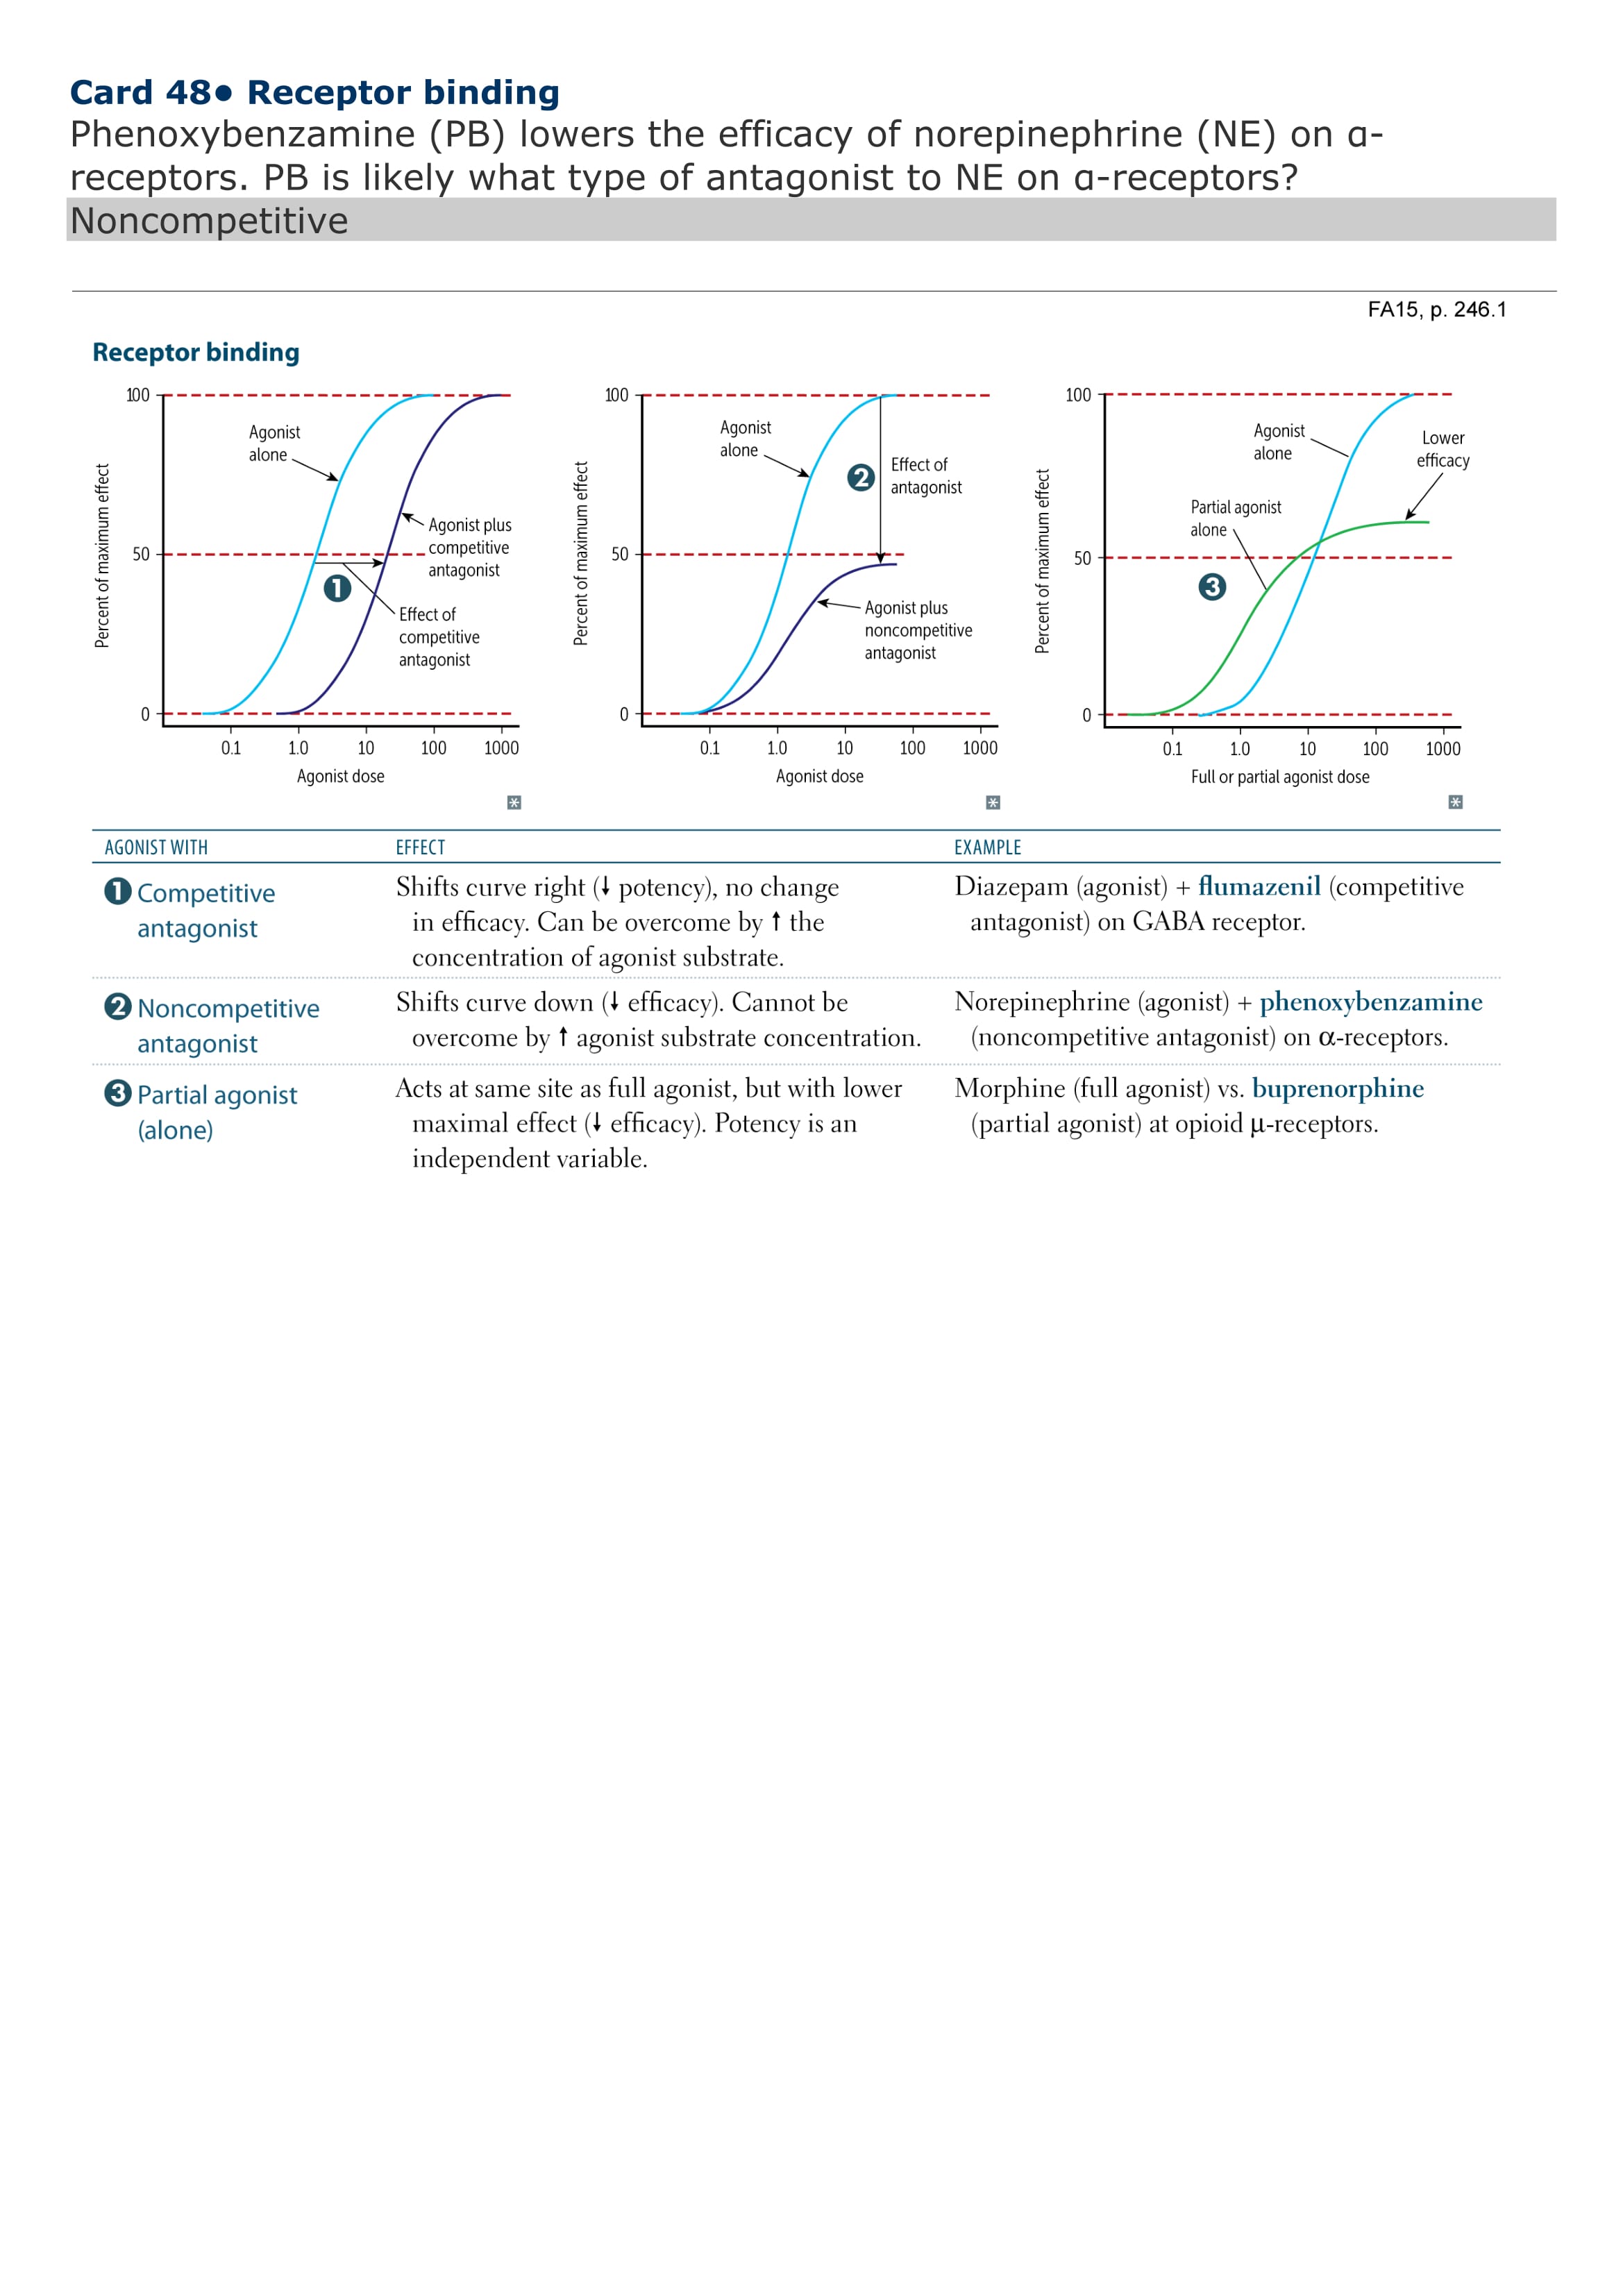 Card 48● Receptor binding
Phenoxybenzamine (PB) lowers the efficacy of norepinephrine (NE) on α-
receptors. PB is likely what type of antagonist to NE on α-receptors?
Noncompetitive
FA15, p. 246.1
Receptor binding
100
50
0
Percent of maximum effect
Agonist
alone
Agonist plus
competitive
antagonist
1
Effect of
competitive
antagonist
0.1 1.0 10 100 1000
Agonist dose
*
100
50
0
Percent of maximum effect
Agonist
alone
2
Effect of
antagonist
Agonist plus
noncompetitive
antagonist
0.1 1.0 10 100 1000
Agonist dose
*
100
50
0
Percent of maximum effect
Agonist
alone
Lower
efficacy
Partial agonist
alone
3
0.1 1.0 10 100 1000
Full or partial agonist dose
*
AGONIST WITH EFFECT EXAMPLE
1 Competitive
antagonist
Shifts curve right (↓ potency), no change
in efficacy. Can be overcome by ↑ the
concentration of agonist substrate.
Diazepam (agonist) + flumazenil (competitive
antagonist) on GABA receptor.
2 Noncompetitive
antagonist
Shifts curve down (↓ efficacy). Cannot be
overcome by ↑ agonist substrate concentration.
Norepinephrine (agonist) + phenoxybenzamine
(noncompetitive antagonist) on α-receptors.
3 Partial agonist
(alone)
Acts at same site as full agonist, but with lower
maximal effect (↓ efficacy). Potency is an
independent variable.
Morphine (full agonist) vs. buprenorphine
(partial agonist) at opioid μ-receptors.